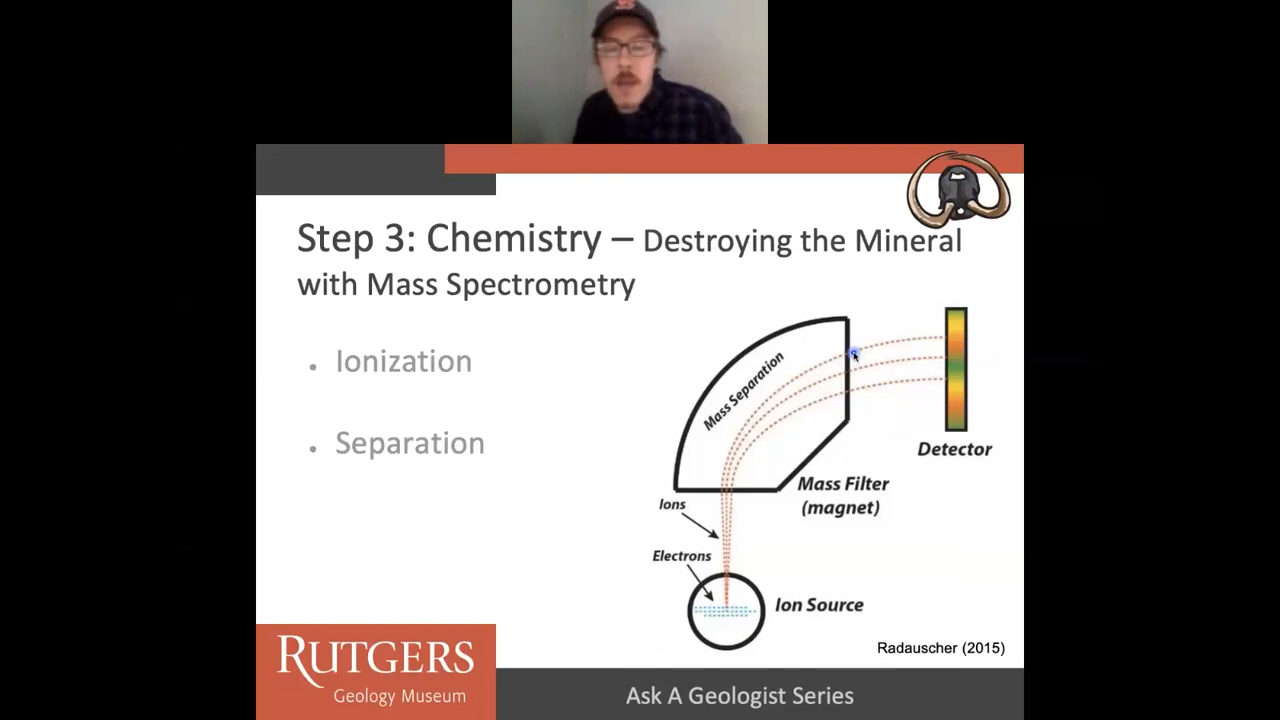 Step 3: Chemistry – Destroying the Mineral
with Mass Spectrometry
• Ionization
• Separation
Mass Separation
Detector
Mass Filter
(magnet)
Ions
Electrons
Ion Source
Radauscher (2015)
RUTGERS
Geology Museum
Ask A Geologist Series